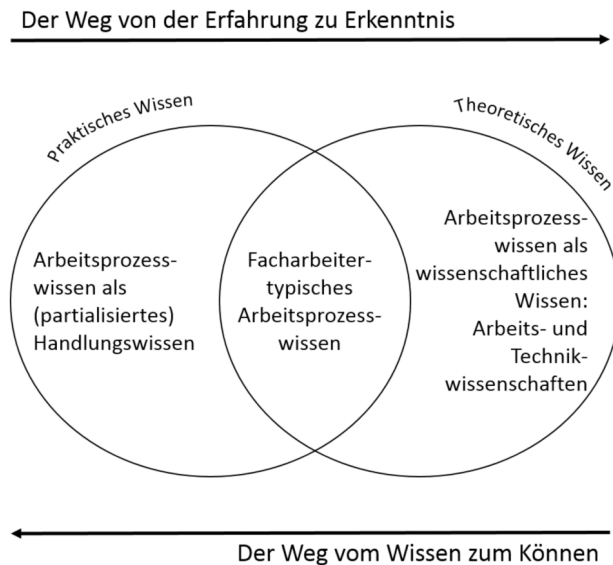 Der Weg von der Erfahrung zu Erkenntnis
Praktisches Wissen
Theoretisches Wissen
Arbeitsprozess-
wissen als
(partialisiertes)
Handlungswissen
Facharbeiter-
typisches
Arbeitsprozess-
wissen
Arbeitsprozess-
wissen als
wissenschaftliches
Wissen:
Arbeits- und
Technik-
wissenschaften
Der Weg vom Wissen zum Können